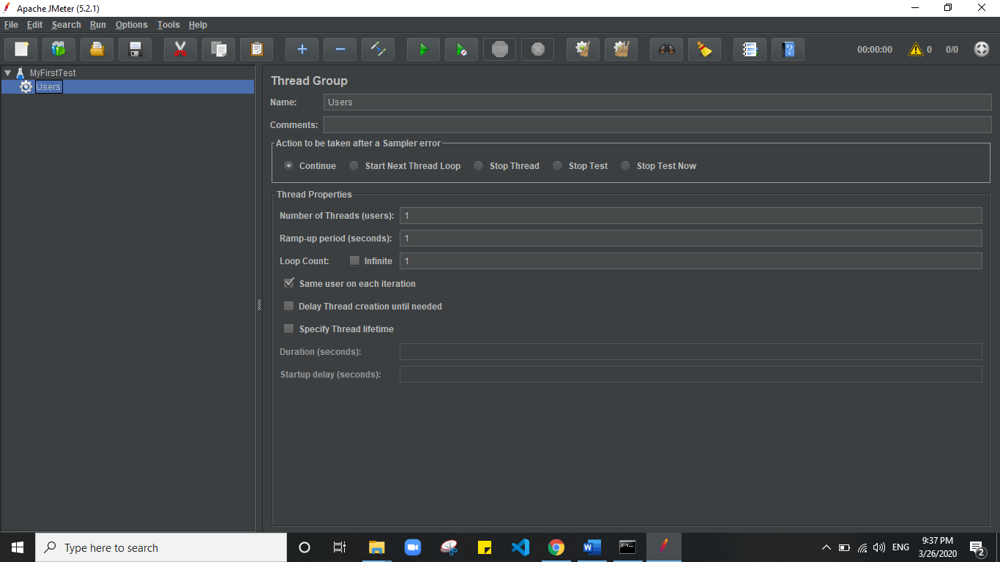 Apache JMeter (5.2.1)
File Edit Search Run Options Tools Help
STOP 00:00:00 0 0/0
MyFirstTest
Users
Thread Group
Name: Users
Comments:
Action to be taken after a Sampler error
Continue Start Next Thread Loop Stop Thread Stop Test Stop Test Now
Thread Properties
Number of Threads (users): 1
Ramp-up period (seconds): 1
Loop Count: Infinite 1
Same user on each iteration
Delay Thread creation until needed
Specify Thread lifetime
Duration (seconds):
Startup delay (seconds):
Type here to search
ENG
9:37 PM
3/26/2020
2